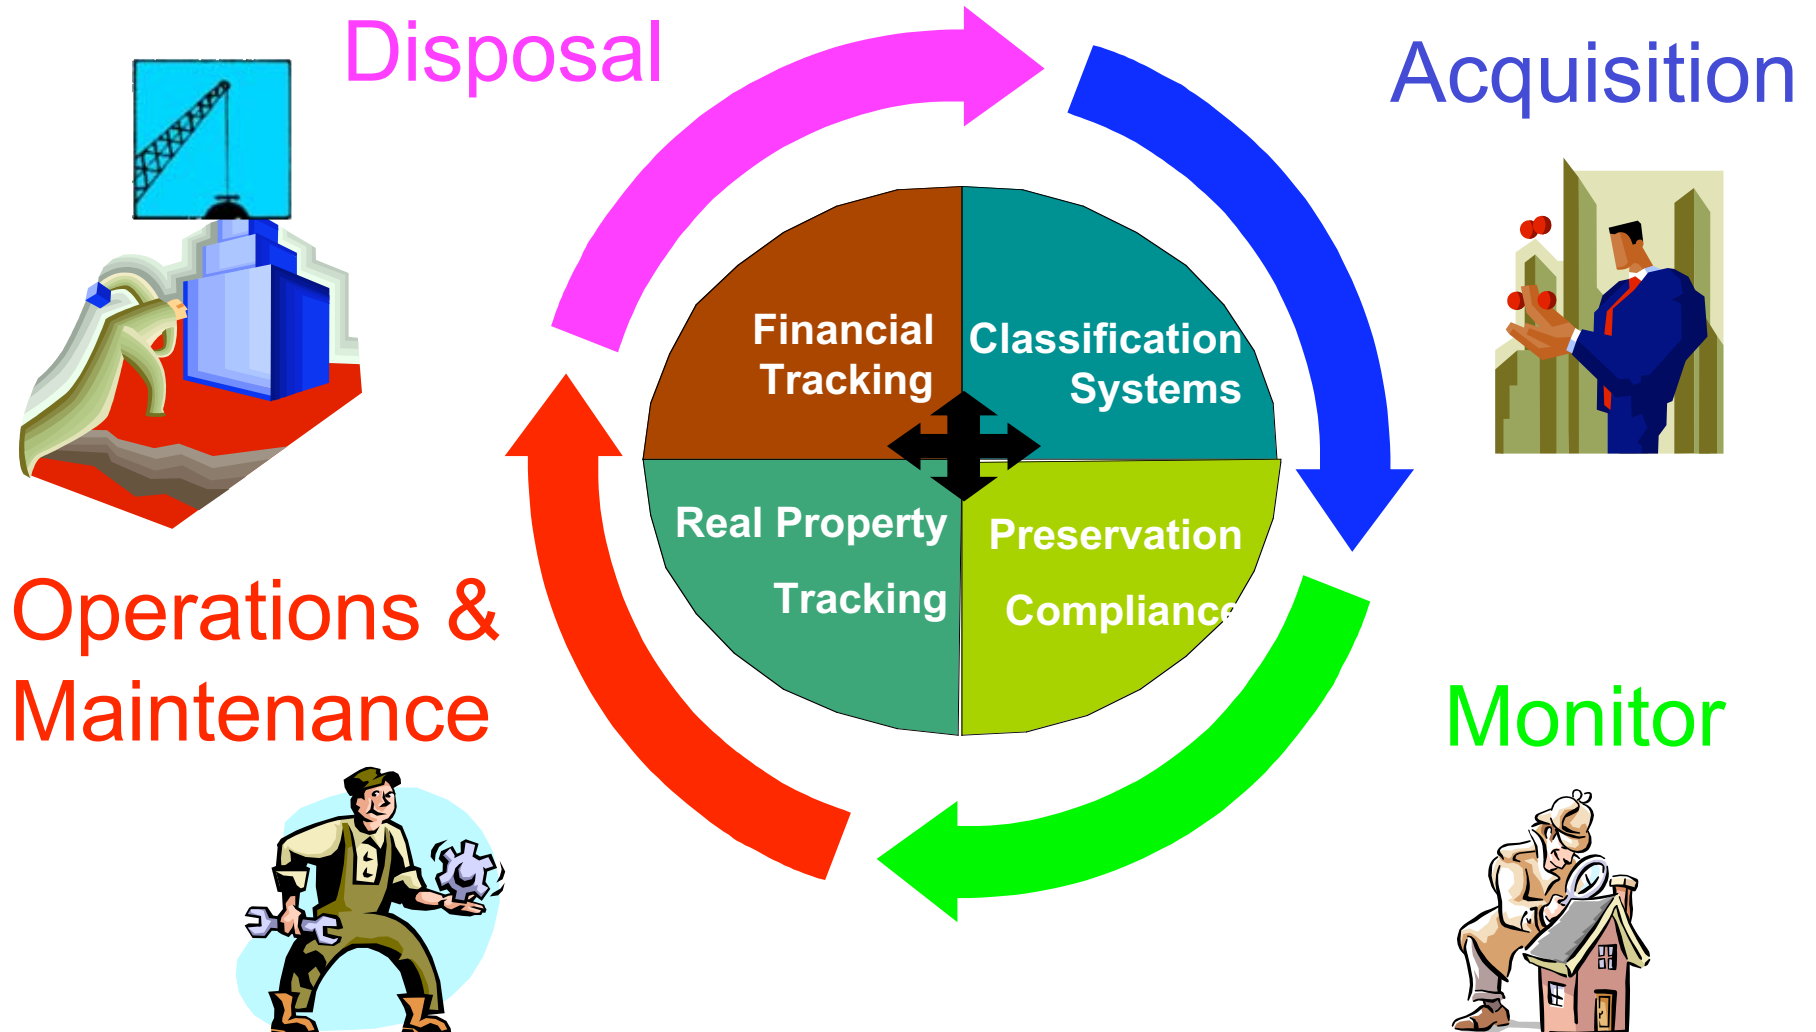 Disposal
Acquisition
Financial
Tracking
Classification
Systems
Real Property
Tracking
Preservation
Compliance
Operations &
Maintenance
Monitor